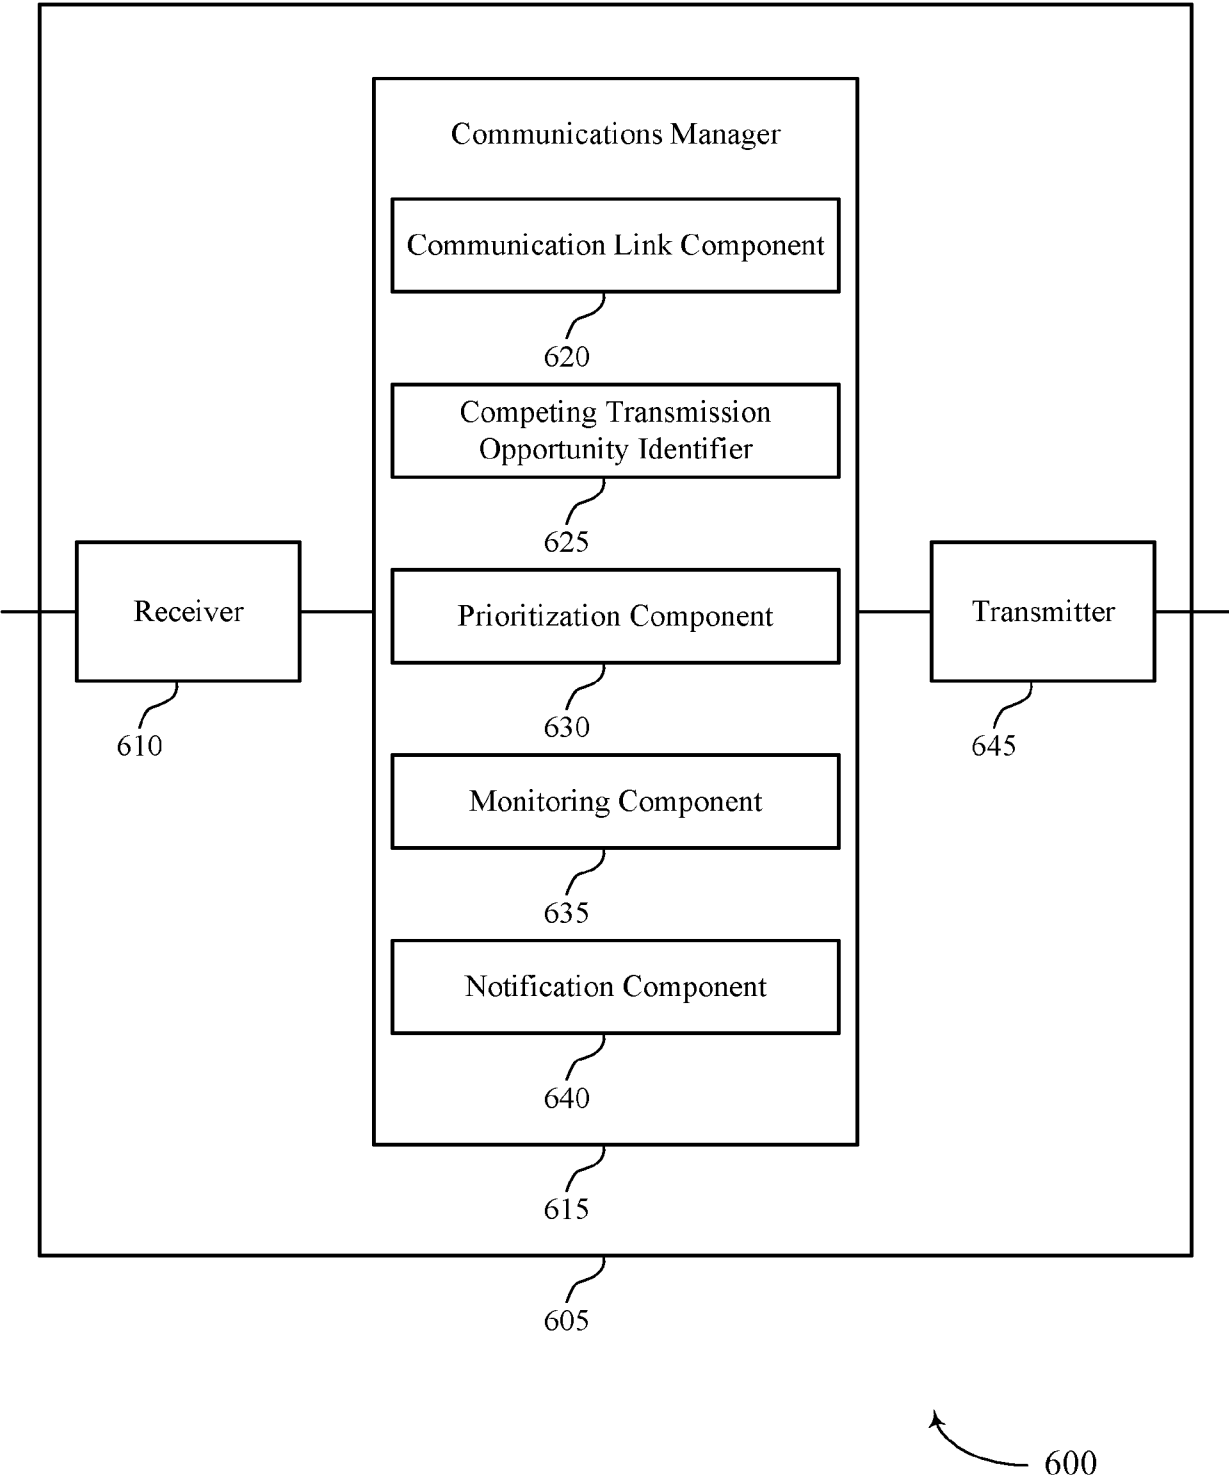 Communications Manager
Communication Link Component
620
Competing Transmission
Opportunity Identifier
625
Receiver
610
Prioritization Component
630
Transmitter
645
Monitoring Component
635
Notification Component
640
615
605
600